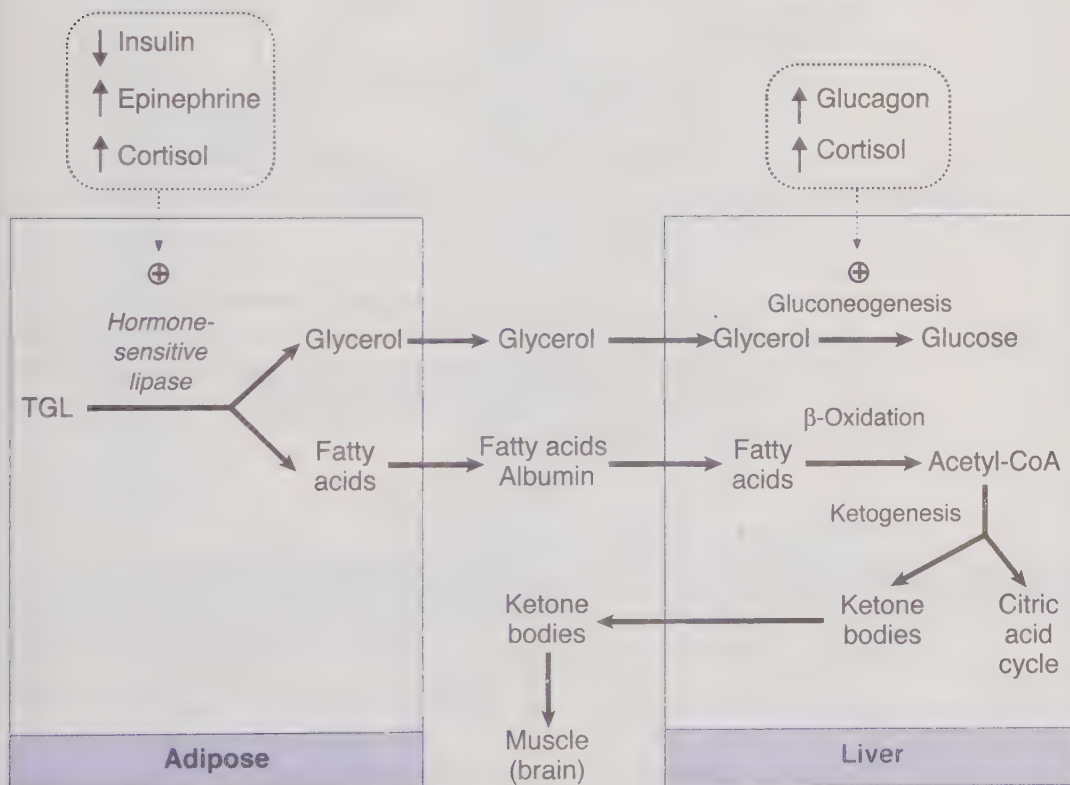 Insulin
Epinephrine
Cortisol
Glucagon
Cortisol
Hormone-
sensitive
lipase
TGL
Glycerol
Fatty
acids
Glycerol
Fatty acids
Albumin
Gluconeogenesis
Glycerol
Glucose
β-Oxidation
Fatty
acids
Acetyl-CoA
Ketogenesis
Ketone
bodies
Citric
acid
cycle
Ketone
bodies
Muscle
(brain)
Adipose
Liver